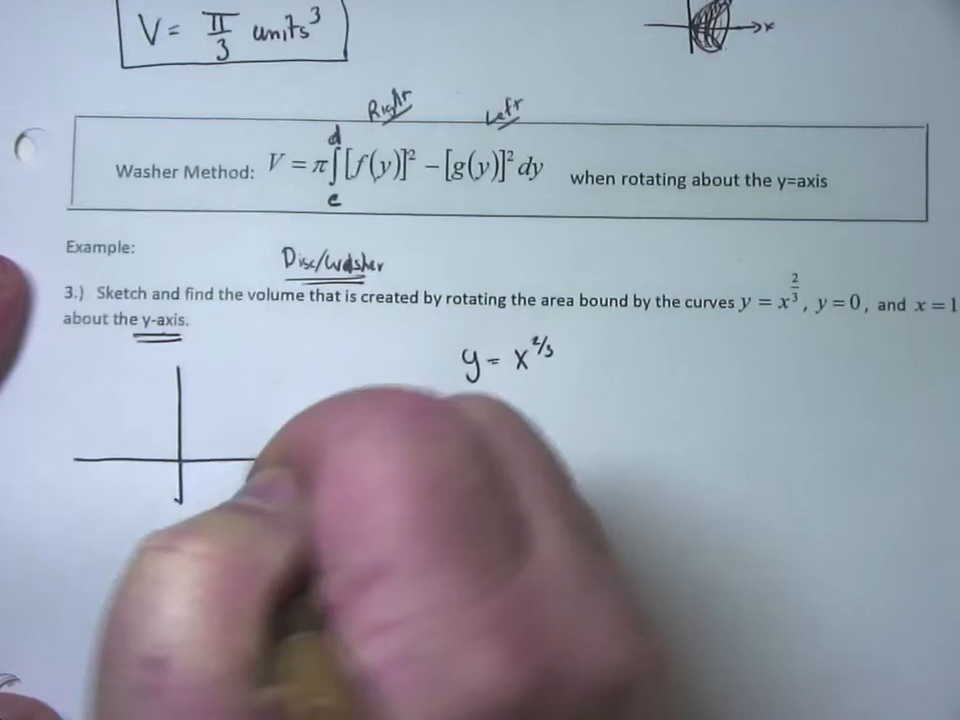 V = π/3 units³
x
Right Left
d
Washer Method: V = π∫[f(y)]² − [g(y)]² dy when rotating about the y=axis
c
Example:
Disc/Washer
3.) Sketch and find the volume that is created by rotating the area bound by the curves y = x^(2/3), y = 0, and x = 1
about the y-axis.
y = x^(2/3)